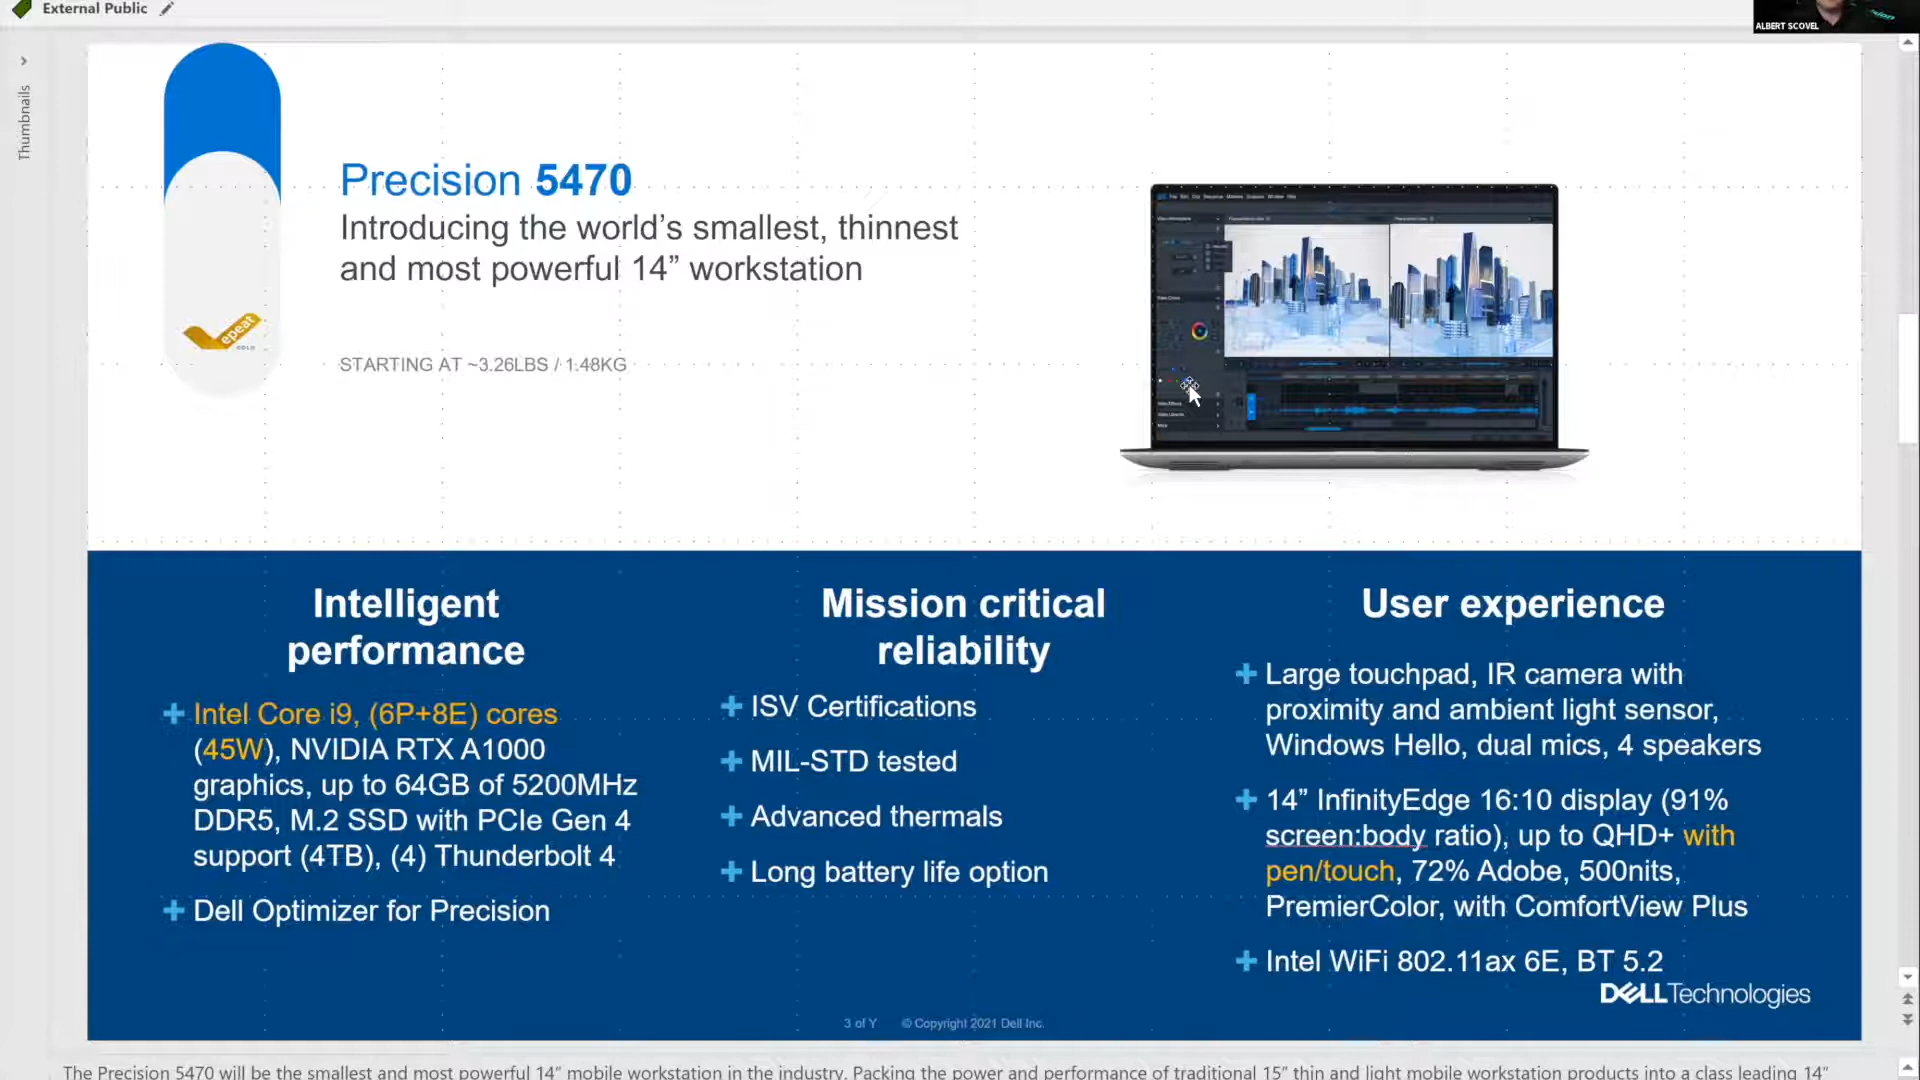 External Public
ALBERT SCOVEL
Thumbnails
Precision 5470
Introducing the world’s smallest, thinnest
and most powerful 14” workstation
epeat
GOLD
STARTING AT ~3.26LBS / 1.48KG
Intelligent
performance
Intel Core i9, (6P+8E) cores
(45W), NVIDIA RTX A1000
graphics, up to 64GB of 5200MHz
DDR5, M.2 SSD with PCIe Gen 4
support (4TB), (4) Thunderbolt 4
Dell Optimizer for Precision
Mission critical
reliability
ISV Certifications
MIL-STD tested
Advanced thermals
Long battery life option
User experience
Large touchpad, IR camera with
proximity and ambient light sensor,
Windows Hello, dual mics, 4 speakers
14” InfinityEdge 16:10 display (91%
screen:body ratio), up to QHD+ with
pen/touch, 72% Adobe, 500nits,
PremierColor, with ComfortView Plus
Intel WiFi 802.11ax 6E, BT 5.2
DELLTechnologies
3 of Y © Copyright 2021 Dell Inc.
The Precision 5470 will be the smallest and most powerful 14” mobile workstation in the industry. Packing the power and performance of traditional 15” thin and light mobile workstation products into a class leading 14”